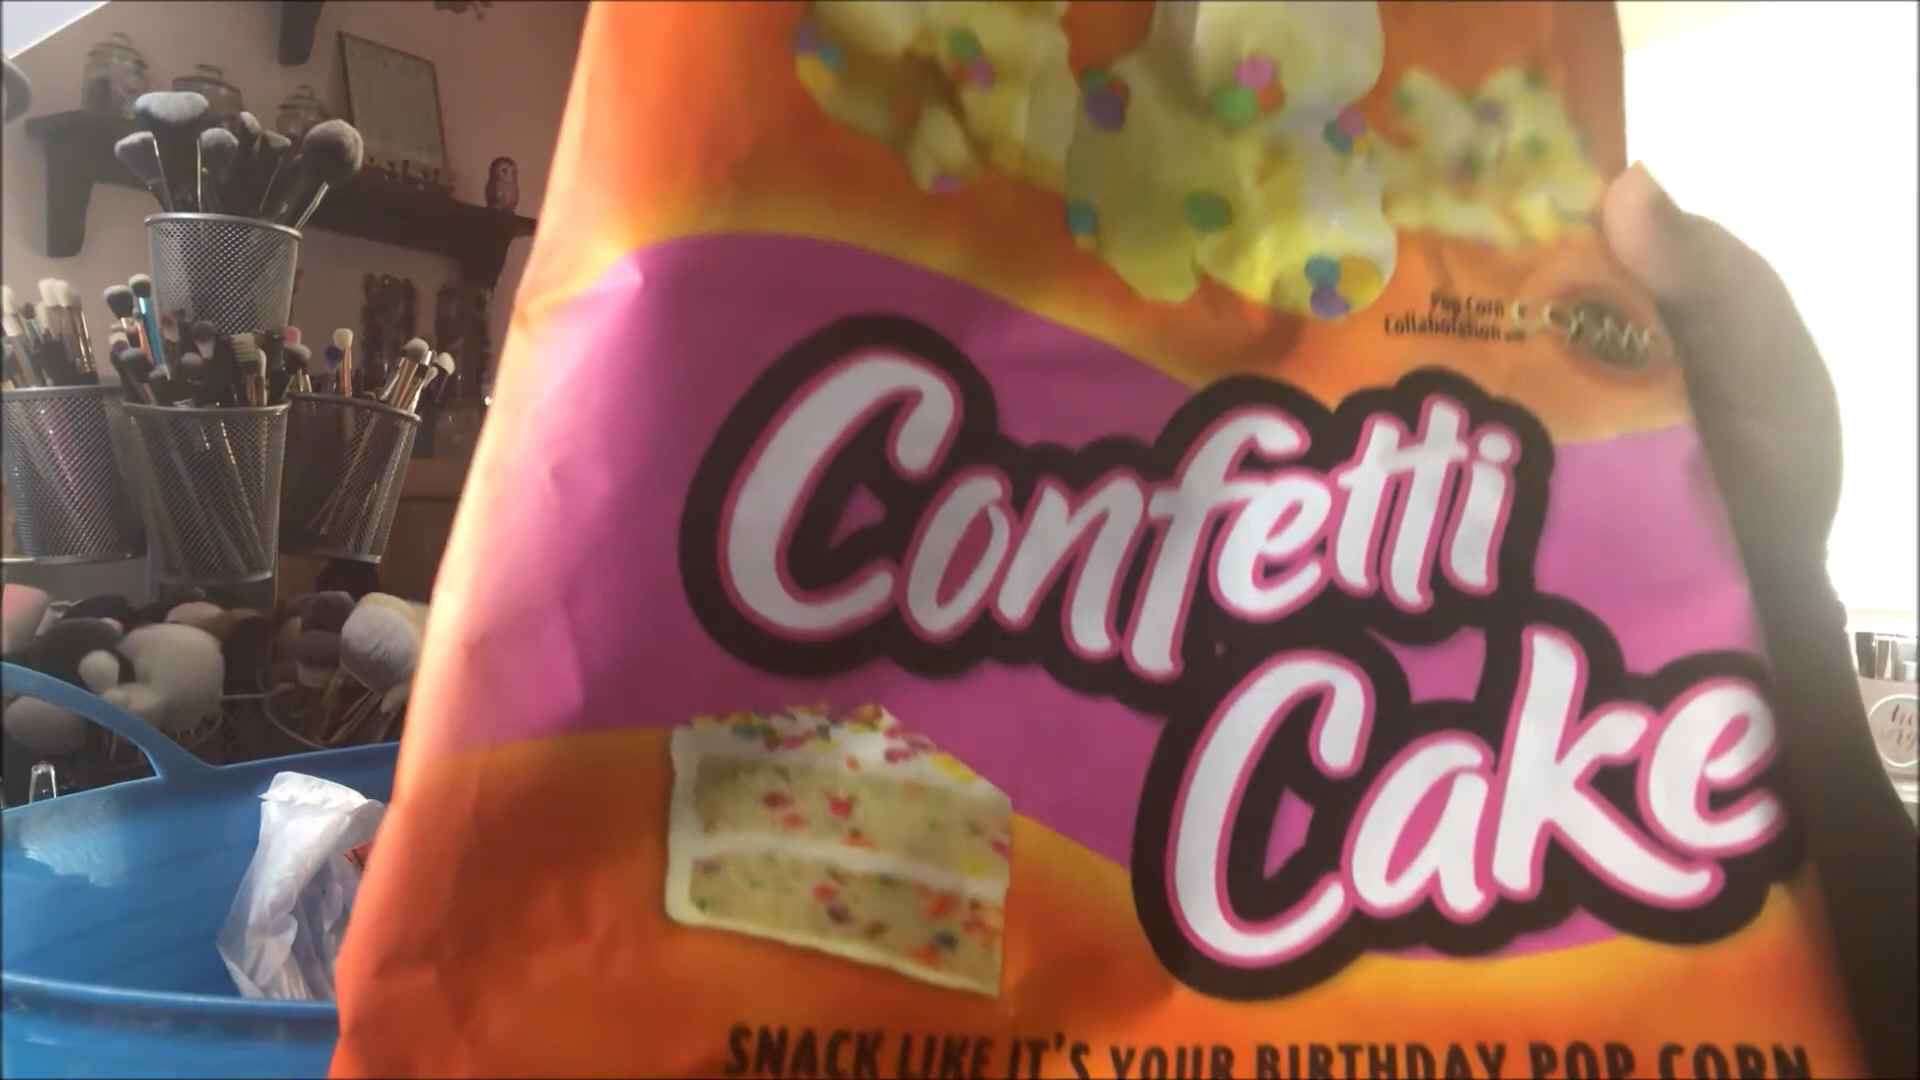 Pop Corn
Collaboration
Confetti
Cake
SNACK LIKE IT'S YOUR BIRTHDAY POP CORN